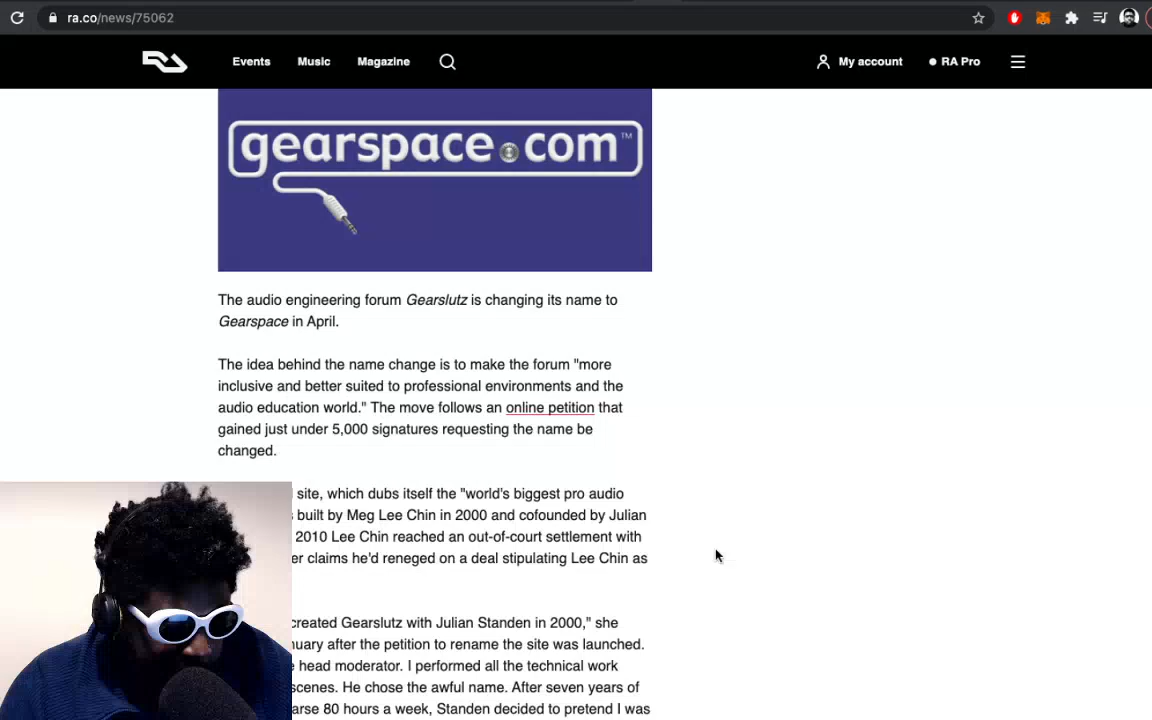 ra.co/news/75062
Events Music Magazine My account RA Pro
gearspace.com™
The audio engineering forum Gearslutz is changing its name to
Gearspace in April.
The idea behind the name change is to make the forum "more
inclusive and better suited to professional environments and the
audio education world." The move follows an online petition that
gained just under 5,000 signatures requesting the name be
changed.
site, which dubs itself the "world's biggest pro audio
built by Meg Lee Chin in 2000 and cofounded by Julian
2010 Lee Chin reached an out-of-court settlement with
er claims he'd reneged on a deal stipulating Lee Chin as
created Gearslutz with Julian Standen in 2000," she
nuary after the petition to rename the site was launched.
head moderator. I performed all the technical work
scenes. He chose the awful name. After seven years of
arse 80 hours a week, Standen decided to pretend I was